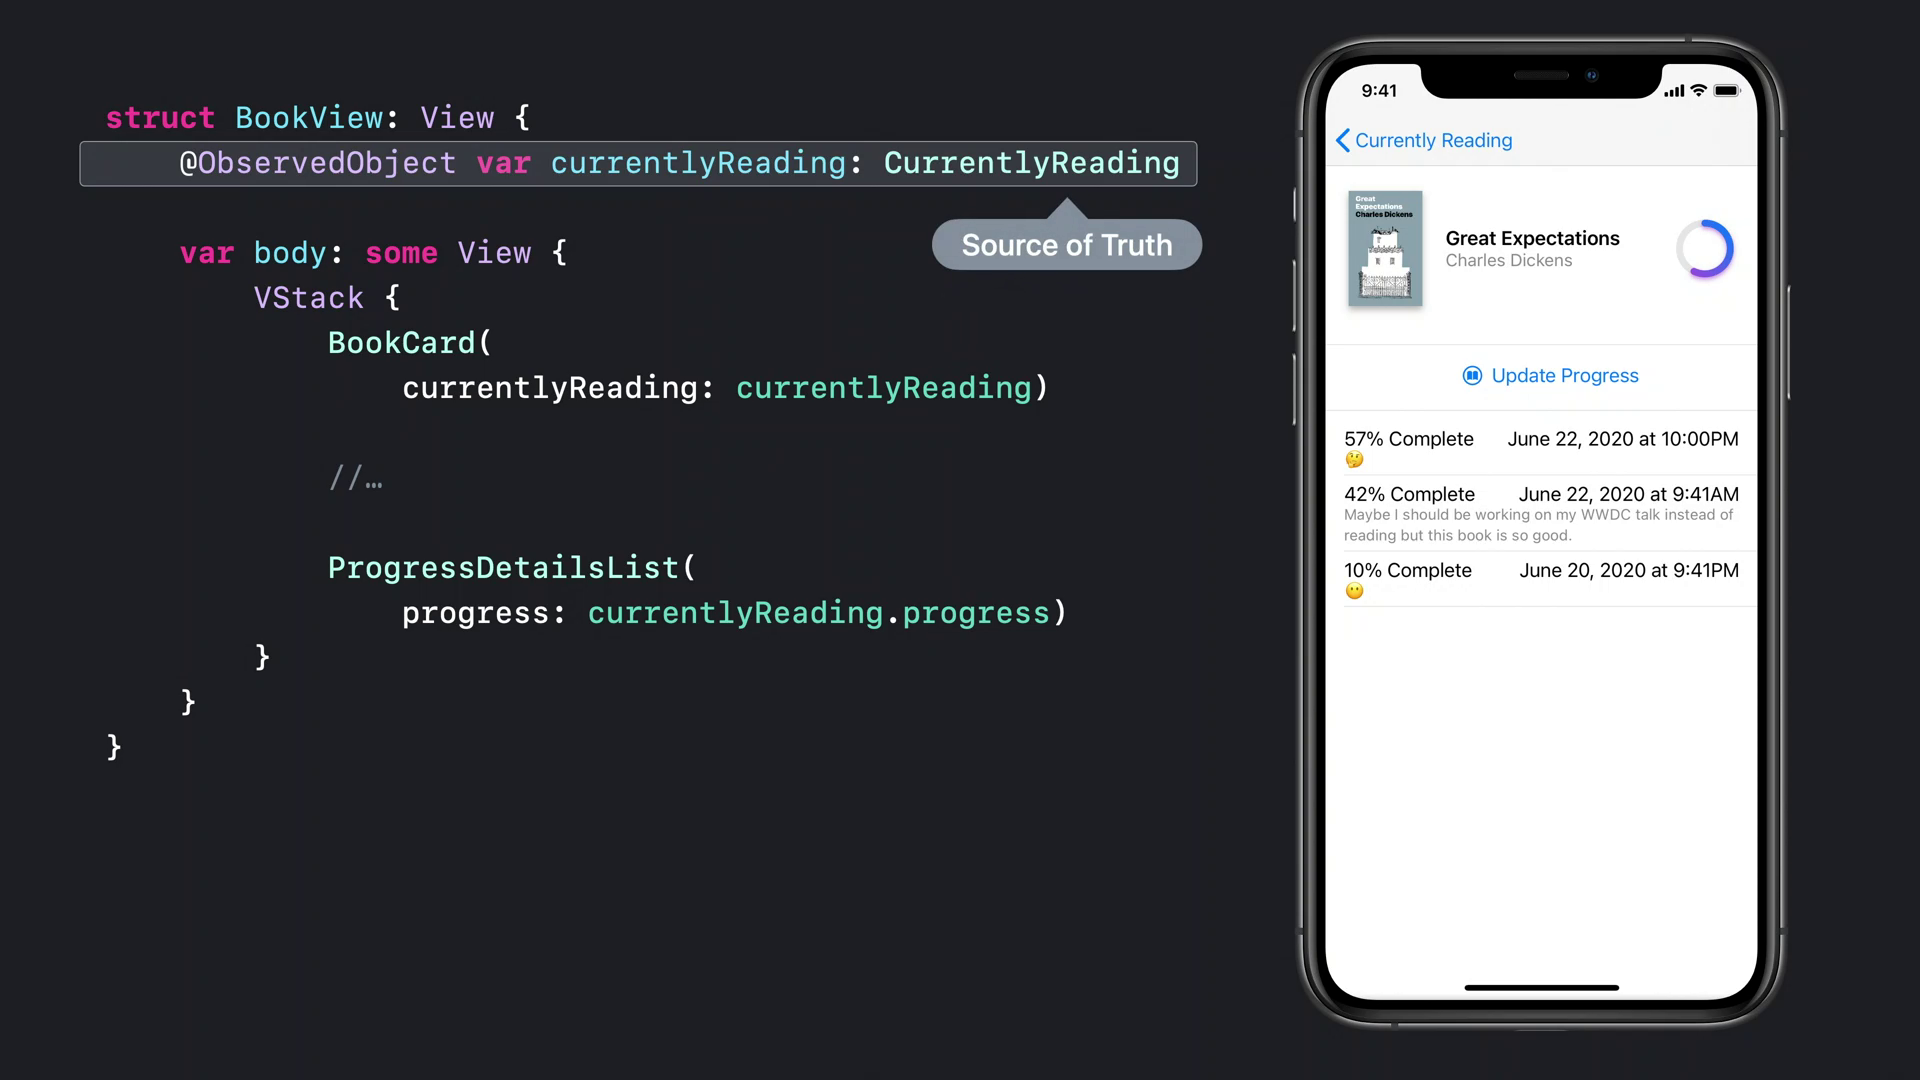 struct BookView: View {
@ObservedObject var currentlyReading: CurrentlyReading
Source of Truth
var body: some View {
VStack {
BookCard(
currentlyReading: currentlyReading)
//…
ProgressDetailsList(
progress: currentlyReading.progress)
}
}
}
9:41
Currently Reading
Great
Expectations
Charles Dickens
Great Expectations
Charles Dickens
Update Progress
57% Complete June 22, 2020 at 10:00PM
🤔
42% Complete June 22, 2020 at 9:41AM
Maybe I should be working on my WWDC talk instead of
reading but this book is so good.
10% Complete June 20, 2020 at 9:41PM
😶